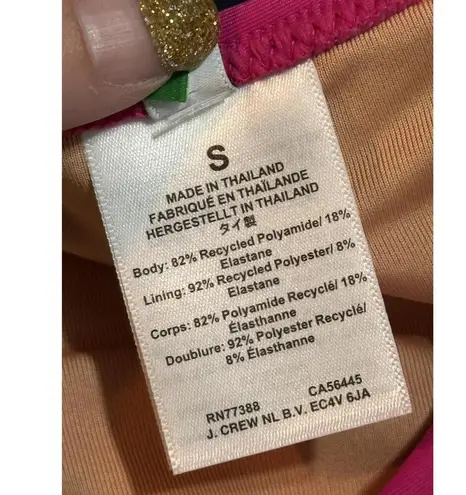 S
MADE IN THAILAND
FABRIQUÉ EN THAÏLANDE
HERGESTELLT IN THAILAND
タイ製
Body: 82% Recycled Polyamide/ 18%
Elastane
Lining: 92% Recycled Polyester/ 8%
Elastane
Corps: 82% Polyamide Recyclé/ 18%
Élasthanne
Doublure: 92% Polyester Recyclé/
8% Élasthanne
RN77388 CA56445
J. CREW NL B.V. EC4V 6JA